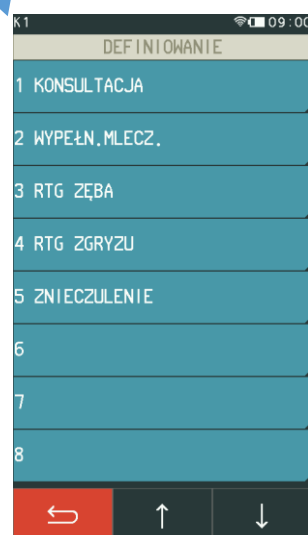 K1 09:00
DEFINIOWANIE
1 KONSULTACJA
2 WYPEŁN.MLECZ.
3 RTG ZĘBA
4 RTG ZGRYZU
5 ZNIECZULENIE
6
7
8